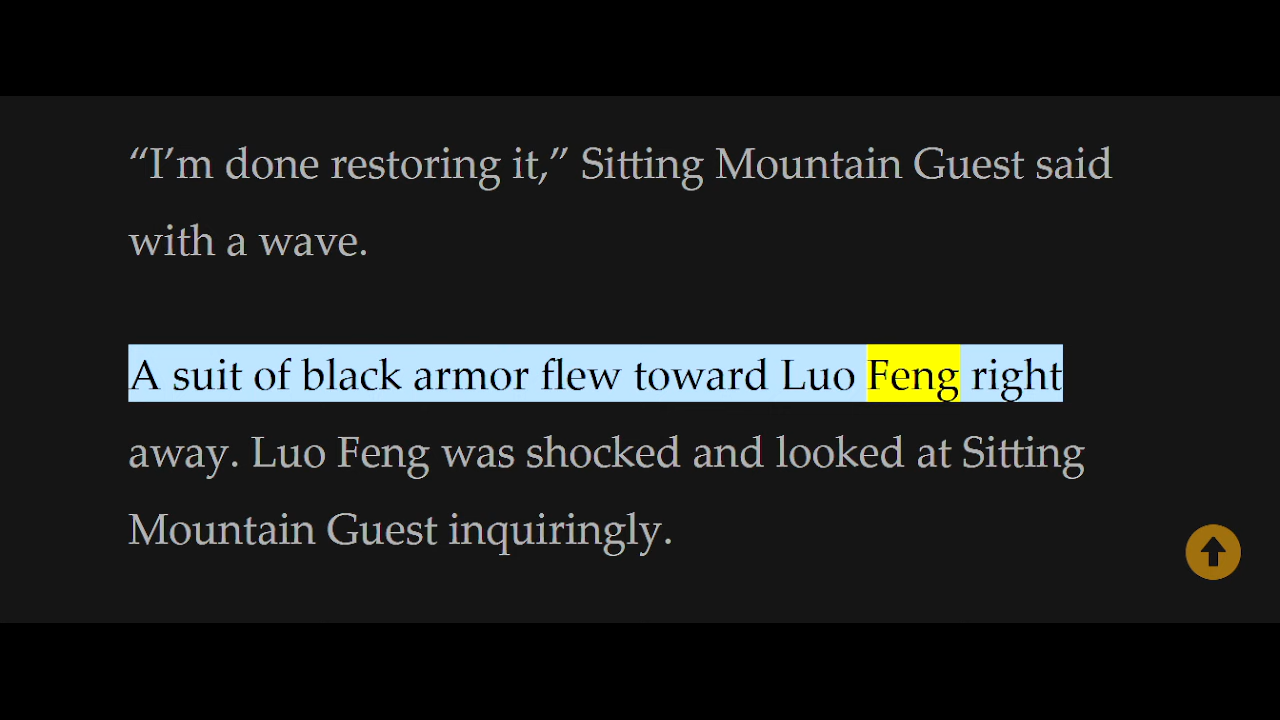 “I’m done restoring it,” Sitting Mountain Guest said
with a wave.
A suit of black armor flew toward Luo Feng right
away. Luo Feng was shocked and looked at Sitting
Mountain Guest inquiringly.